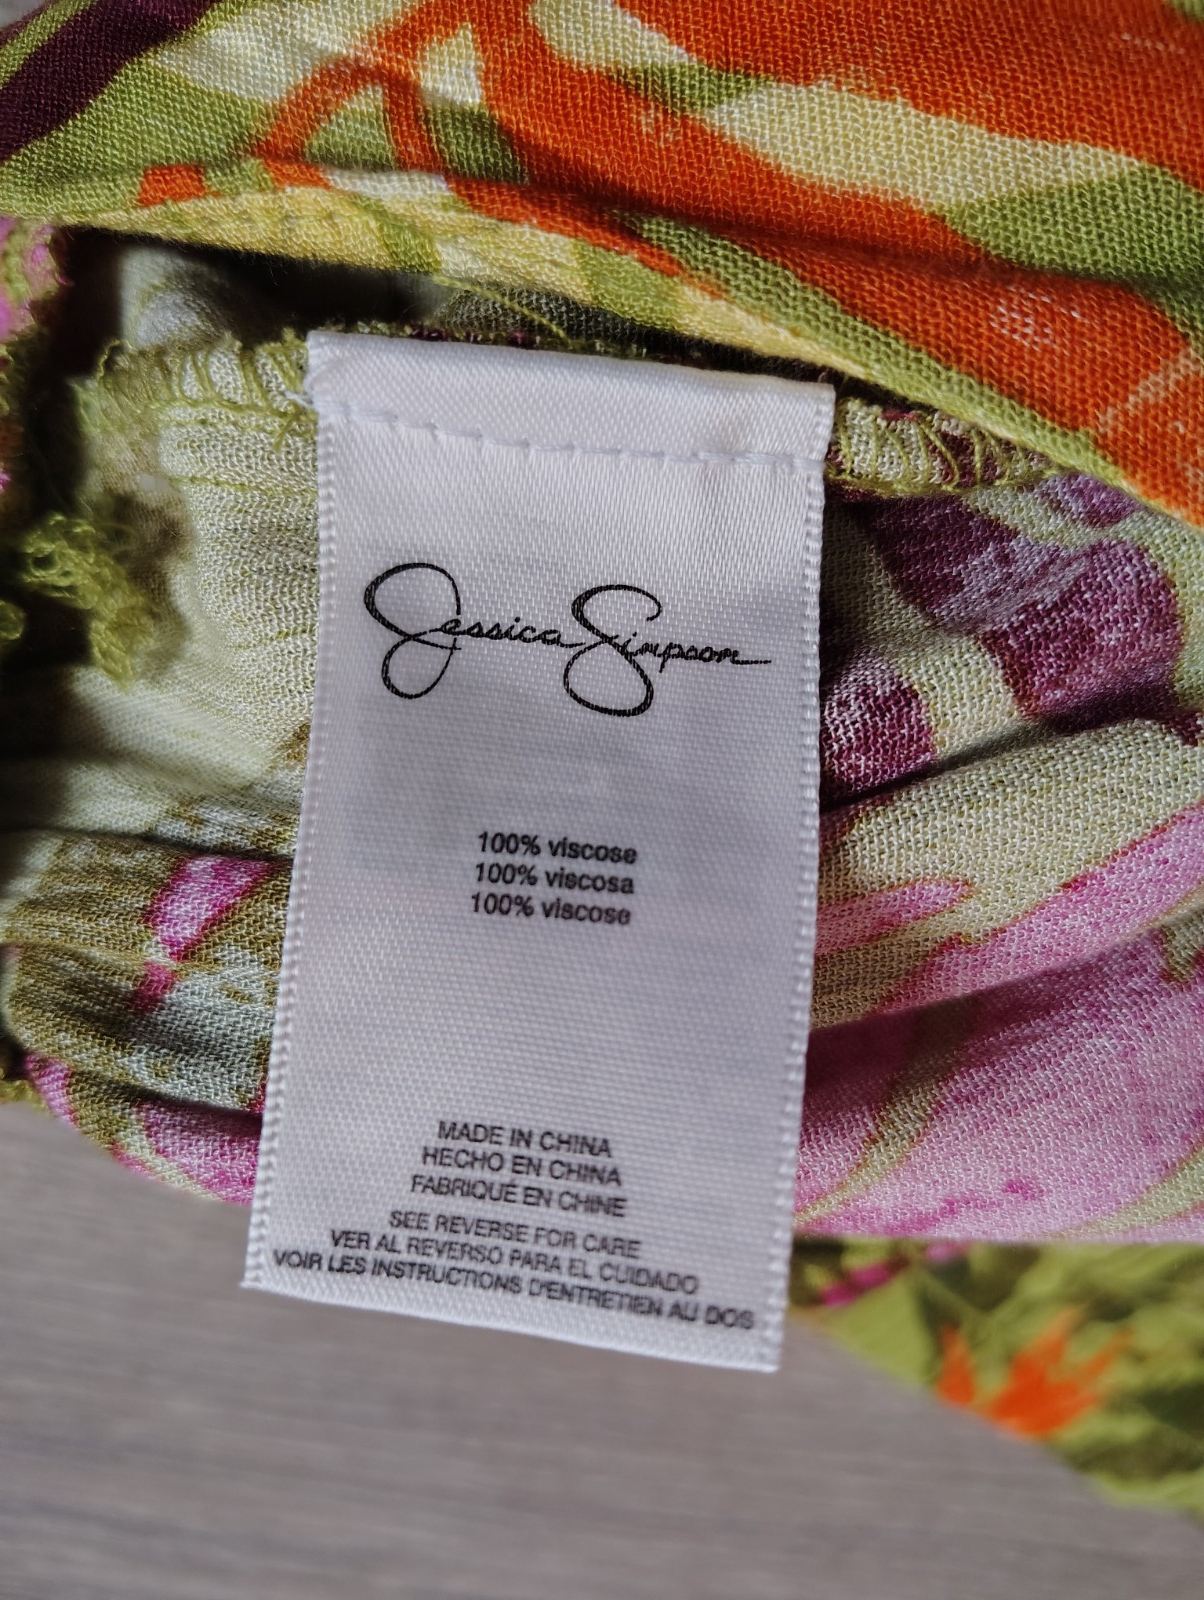 Jessica Simpson
100% viscose
100% viscosa
100% viscose
MADE IN CHINA
HECHO EN CHINA
FABRIQUÉ EN CHINE
SEE REVERSE FOR CARE
VER AL REVERSO PARA EL CUIDADO
VOIR LES INSTRUCTIONS D'ENTRETIEN AU DOS